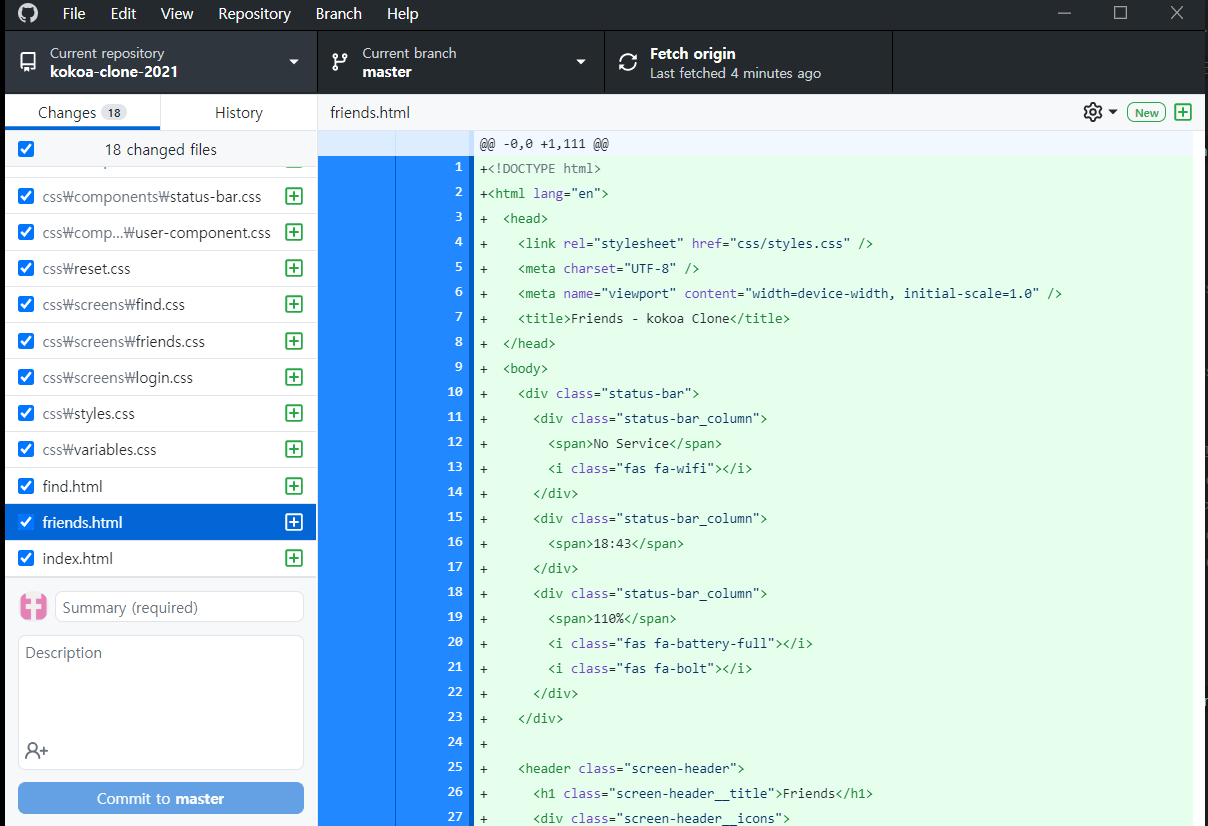 File Edit View Repository Branch Help
Current repository
kokoa-clone-2021
Current branch
master
Fetch origin
Last fetched 4 minutes ago
Changes 18
History
friends.html
New
18 changed files
css₩components₩status-bar.css
css₩comp...₩user-component.css
css₩reset.css
css₩screens₩find.css
css₩screens₩friends.css
css₩screens₩login.css
css₩styles.css
css₩variables.css
find.html
friends.html
index.html
Summary (required)
Description
Commit to master
@@ -0,0 +1,111 @@
1 +<!DOCTYPE html>
2 +<html lang="en">
3 +  <head>
4 +    <link rel="stylesheet" href="css/styles.css" />
5 +    <meta charset="UTF-8" />
6 +    <meta name="viewport" content="width=device-width, initial-scale=1.0" />
7 +    <title>Friends - kokoa Clone</title>
8 +  </head>
9 +  <body>
10 +    <div class="status-bar">
11 +      <div class="status-bar_column">
12 +        <span>No Service</span>
13 +        <i class="fas fa-wifi"></i>
14 +      </div>
15 +      <div class="status-bar_column">
16 +        <span>18:43</span>
17 +      </div>
18 +      <div class="status-bar_column">
19 +        <span>110%</span>
20 +        <i class="fas fa-battery-full"></i>
21 +        <i class="fas fa-bolt"></i>
22 +      </div>
23 +    </div>
24 +
25 +    <header class="screen-header">
26 +      <h1 class="screen-header__title">Friends</h1>
27 +      <div class="screen-header__icons">